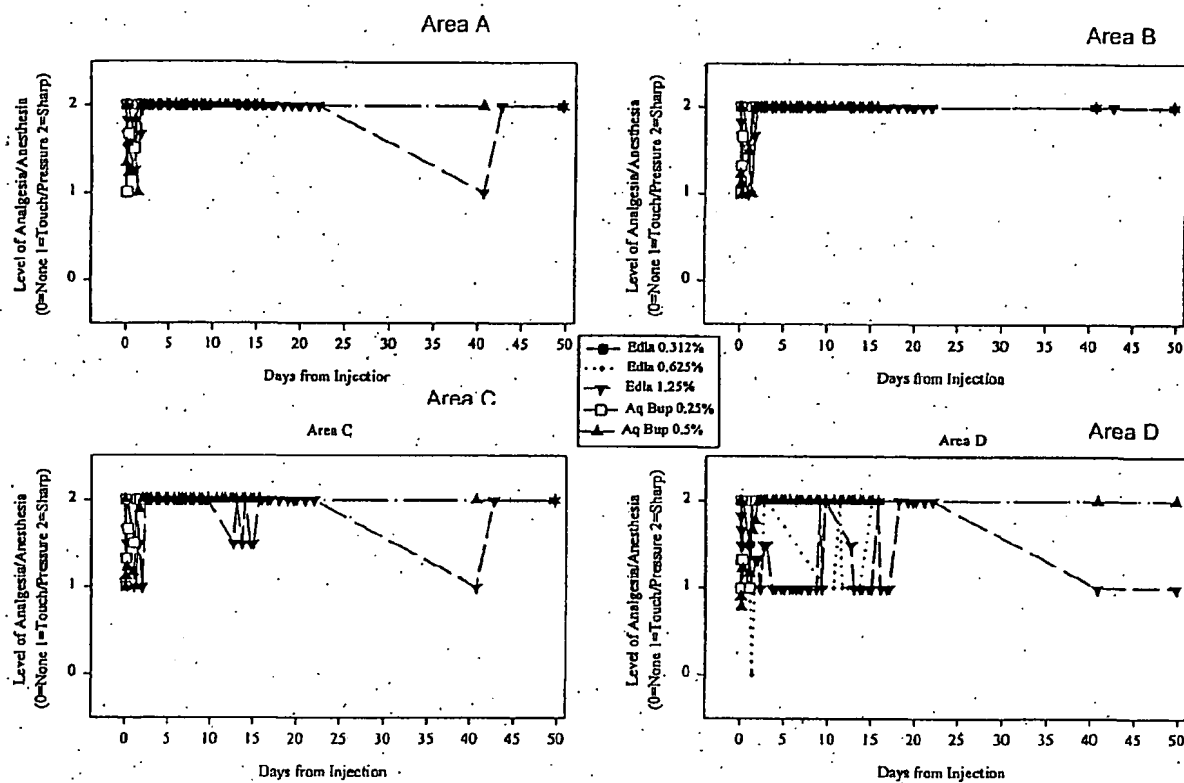 Area A
Level of Analgesia/Anesthesia
(0=None 1=Touch/Pressura 2=Sharp)
2
1
0
0 5 10 15 20 25 30 35 40 45 50
Days from Injection
Area B
Level of Analgesia/Anesthesia
(0=None 1=Touch/Pressure 2=Sharp)
2
1
0
0 5 10 15 20 25 30 35 40 45 50
Days from Injection
Edla 0,312%
Edla 0,625%
Edla 1,25%
Aq Bup 0,25%
Aq Bup 0,5%
Area C
Area C
Level of Analgesia/Anesthesia
(0=None 1=Touch/Pressure 2=Sharp)
2
1
0
0 5 10 15 20 25 30 35 40 45 50
Days from Injection
Area D
Area D
Level of Analgesia/Anesthesia
(0=None 1=Touch/Pressure 2=Sharp)
2
1
0
0 5 10 15 20 25 30 35 40 45 50
Days from Injection